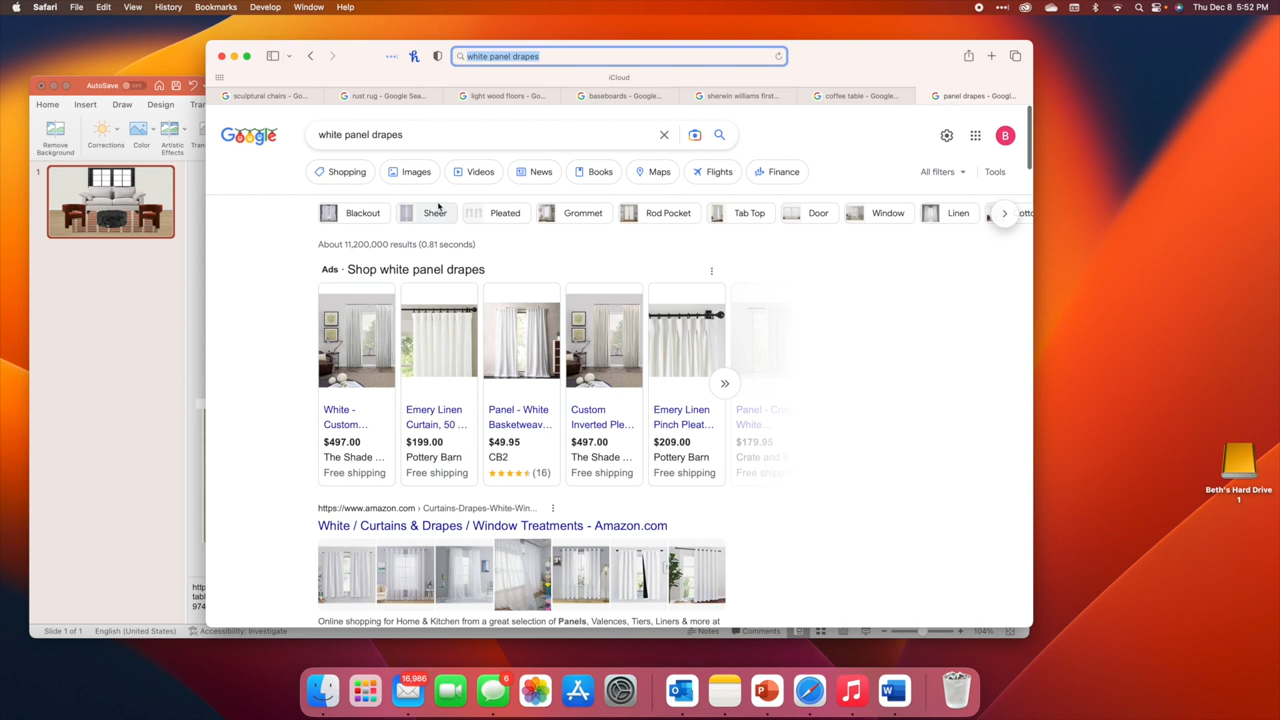 Safari File Edit View History Bookmarks Develop Window Help
Thu Dec 8 5:52 PM
AutoSave
Home Insert Draw Design
Remove Background
Corrections
Color
Artistic Effects
1
white panel drapes
iCloud
sculptural chairs - Go...
rust rug - Google Sea...
light wood floors - Go...
baseboards - Google...
sherwin williams first...
coffee table - Google...
panel drapes - Googl...
Google
white panel drapes
B
Shopping
Images
Videos
News
Books
Maps
Flights
Finance
All filters
Tools
Blackout
Sheer
Pleated
Grommet
Rod Pocket
Tab Top
Door
Window
Linen
About 11,200,000 results (0.81 seconds)
Ads · Shop white panel drapes
White - Custom...
$497.00
The Shade ...
Free shipping
Emery Linen Curtain, 50 ...
$199.00
Pottery Barn
Free shipping
Panel - White Basketweav...
$49.95
CB2
(16)
Custom Inverted Ple...
$497.00
The Shade ...
Free shipping
Emery Linen Pinch Pleat...
$209.00
Pottery Barn
Free shipping
White...
$179.95
https://www.amazon.com › Curtains-Drapes-White-Win...
White / Curtains & Drapes / Window Treatments - Amazon.com
Online shopping for Home & Kitchen from a great selection of Panels, Valences, Tiers, Liners & more at
Beth's Hard Drive 1
Slide 1 of 1
English (United States)
Accessibility: Investigate
Notes
Comments
104%
16,986
6